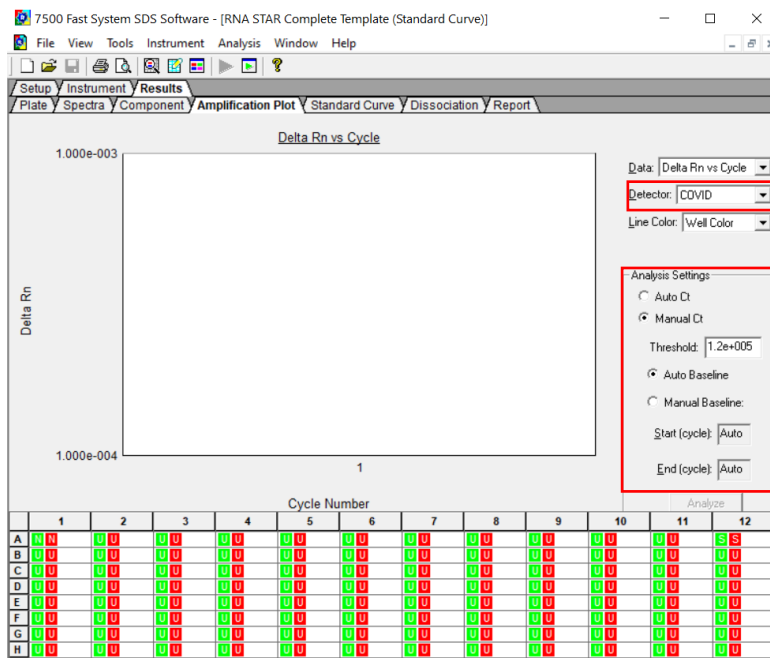 7500 Fast System SDS Software - [RNA STAR Complete Template (Standard Curve)]
File View Tools Instrument Analysis Window Help
Setup Instrument Results
Plate Spectra Component Amplification Plot Standard Curve Dissociation Report
Delta Rn vs Cycle
1.000e-003
Delta Rn
1.000e-004
1
Cycle Number
Data: Delta Rn vs Cycle
Detector: COVID
Line Color: Well Color
Analysis Settings
Auto Ct
Manual Ct
Threshold: 1.2e+005
Auto Baseline
Manual Baseline:
Start (cycle): Auto
End (cycle): Auto
Analyze
1 2 3 4 5 6 7 8 9 10 11 12
A N N U U U U U U U U U U U U U U U U U U U U S S
B U U U U U U U U U U U U U U U U U U U U U U U U
C U U U U U U U U U U U U U U U U U U U U U U U U
D U U U U U U U U U U U U U U U U U U U U U U U U
E U U U U U U U U U U U U U U U U U U U U U U U U
F U U U U U U U U U U U U U U U U U U U U U U U U
G U U U U U U U U U U U U U U U U U U U U U U U U
H U U U U U U U U U U U U U U U U U U U U U U U U